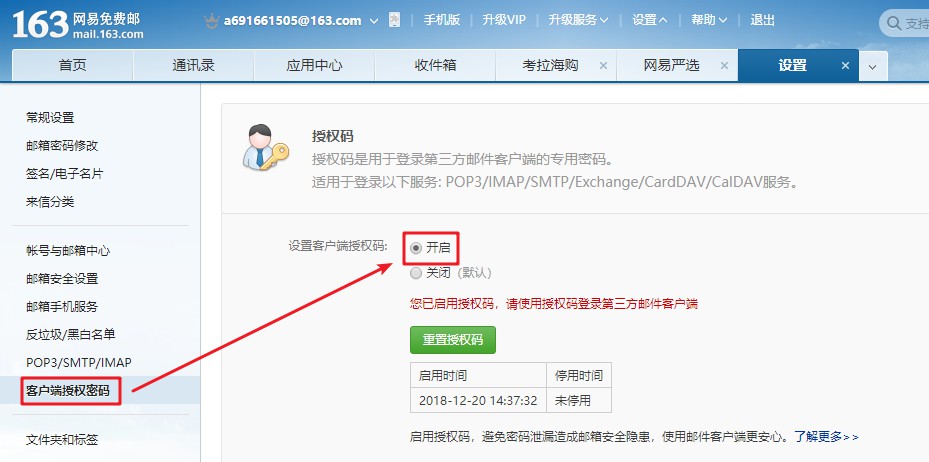 163 网易免费邮
mail.163.com
a691661505@163.com
手机版 | 升级VIP | 升级服务 | 设置 | 帮助 | 退出
支持
首页 通讯录 应用中心 收件箱 考拉海购 × 网易严选 × 设置 ×
常规设置
邮箱密码修改
签名/电子名片
来信分类
帐号与邮箱中心
邮箱安全设置
邮箱手机服务
反垃圾/黑白名单
POP3/SMTP/IMAP
客户端授权密码
文件夹和标签
授权码
授权码是用于登录第三方邮件客户端的专用密码。
适用于登录以下服务: POP3/IMAP/SMTP/Exchange/CardDAV/CalDAV服务。
设置客户端授权码: 开启
关闭 (默认)
您已启用授权码，请使用授权码登录第三方邮件客户端
重置授权码
启用时间 停用时间
2018-12-20 14:37:32 未停用
启用授权码，避免密码泄漏造成邮箱安全隐患，使用邮件客户端更安心。了解更多>>